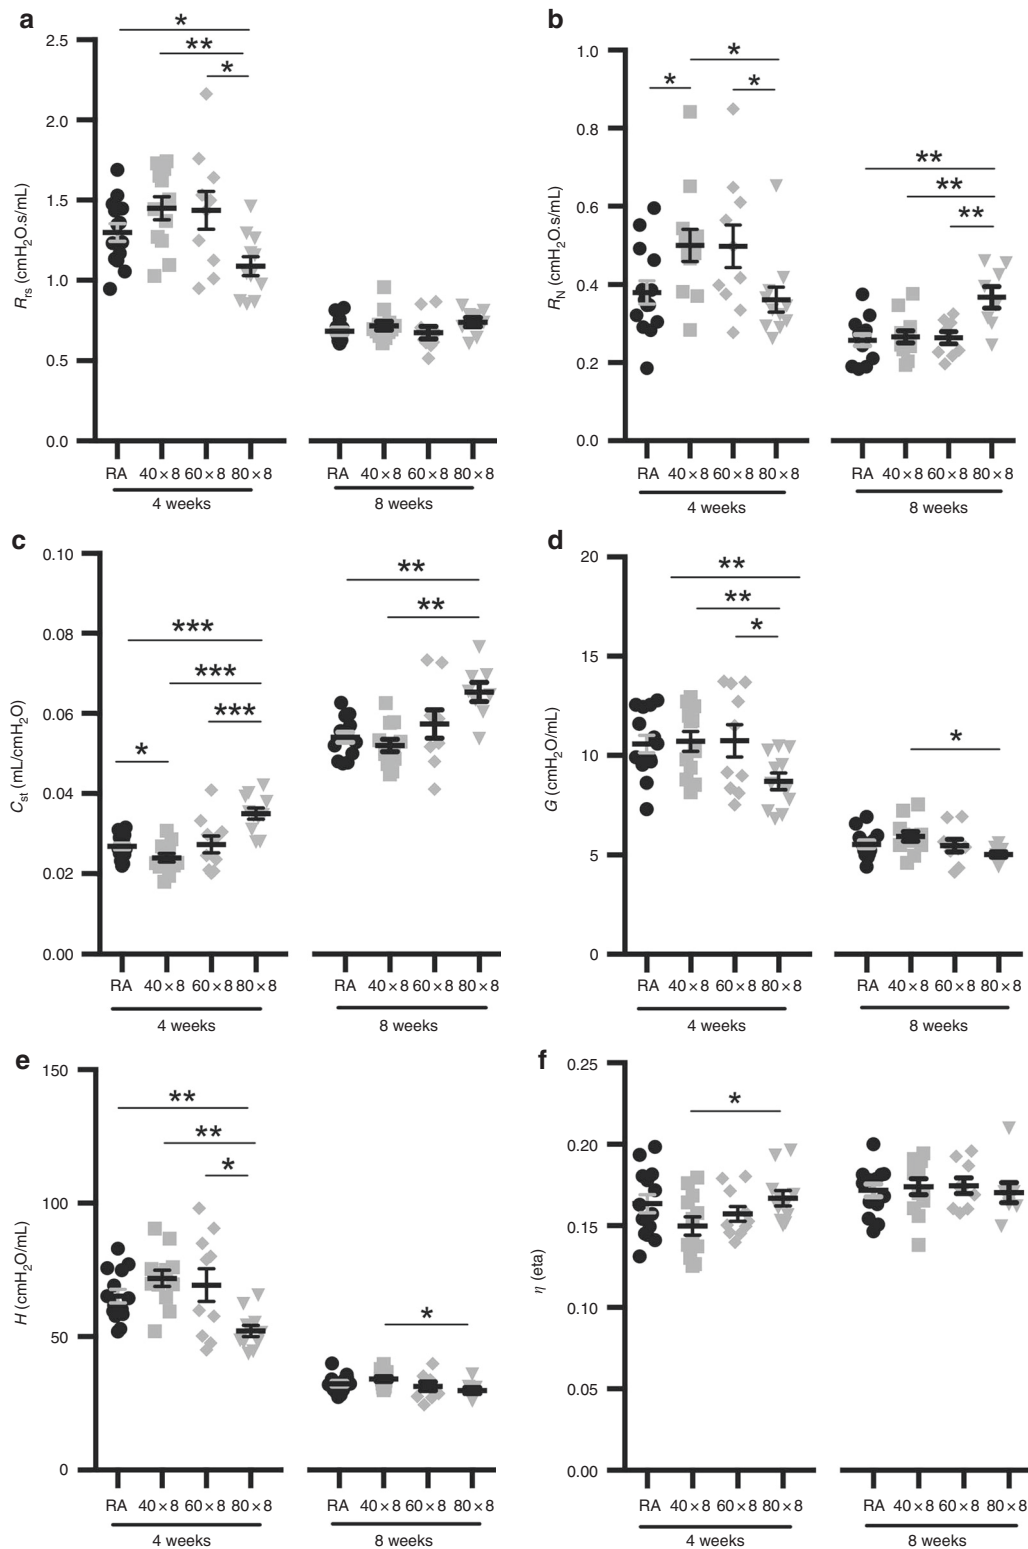 a
*
**
*
2.5
2.0
1.5
1.0
0.5
0.0
Rrs (cmH2O.s/mL)
RA 40×8 60×8 80×8 RA 40×8 60×8 80×8
4 weeks 8 weeks
b
*
*
*
**
**
**
1.0
0.8
0.6
0.4
0.2
0.0
RN (cmH2O.s/mL)
RA 40×8 60×8 80×8 RA 40×8 60×8 80×8
4 weeks 8 weeks
c
**
**
***
***
***
*
0.10
0.08
0.06
0.04
0.02
0.00
Cst (mL/cmH2O)
RA 40×8 60×8 80×8 RA 40×8 60×8 80×8
4 weeks 8 weeks
d
**
**
*
*
20
15
10
5
0
G (cmH2O/mL)
RA 40×8 60×8 80×8 RA 40×8 60×8 80×8
4 weeks 8 weeks
e
**
**
*
*
150
100
50
0
H (cmH2O/mL)
RA 40×8 60×8 80×8 RA 40×8 60×8 80×8
4 weeks 8 weeks
f
*
0.25
0.20
0.15
0.10
0.05
0.00
η (eta)
RA 40×8 60×8 80×8 RA 40×8 60×8 80×8
4 weeks 8 weeks